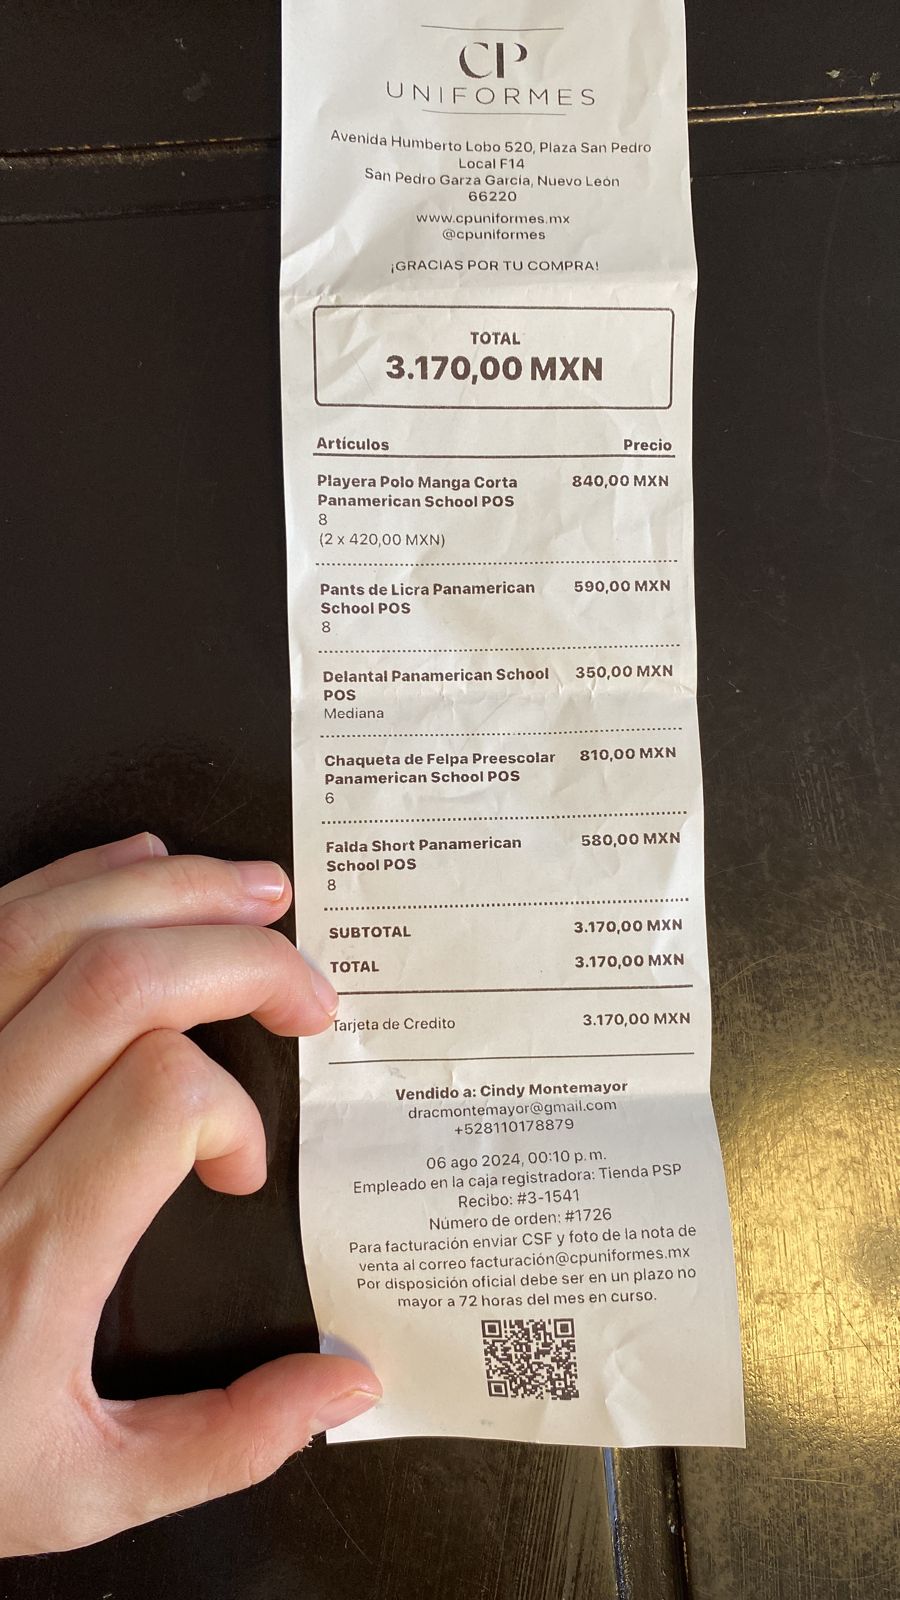 CP
UNIFORMES
Avenida Humberto Lobo 520, Plaza San Pedro
Local F14
San Pedro Garza García, Nuevo León
66220
www.cpuniformes.mx
@cpuniformes
¡GRACIAS POR TU COMPRA!
TOTAL
3.170,00 MXN
Artículos Precio
Playera Polo Manga Corta 840,00 MXN
Panamerican School POS
8
(2 x 420,00 MXN)
Pants de Licra Panamerican 590,00 MXN
School POS
8
Delantal Panamerican School 350,00 MXN
POS
Mediana
Chaqueta de Felpa Preescolar 810,00 MXN
Panamerican School POS
6
Falda Short Panamerican 580,00 MXN
School POS
8
SUBTOTAL 3.170,00 MXN
TOTAL 3.170,00 MXN
Tarjeta de Credito 3.170,00 MXN
Vendido a: Cindy Montemayor
dracmontemayor@gmail.com
+528110178879
06 ago 2024, 00:10 p. m.
Empleado en la caja registradora: Tienda PSP
Recibo: #3-1541
Número de orden: #1726
Para facturación enviar CSF y foto de la nota de
venta al correo facturación@cpuniformes.mx
Por disposición oficial debe ser en un plazo no
mayor a 72 horas del mes en curso.